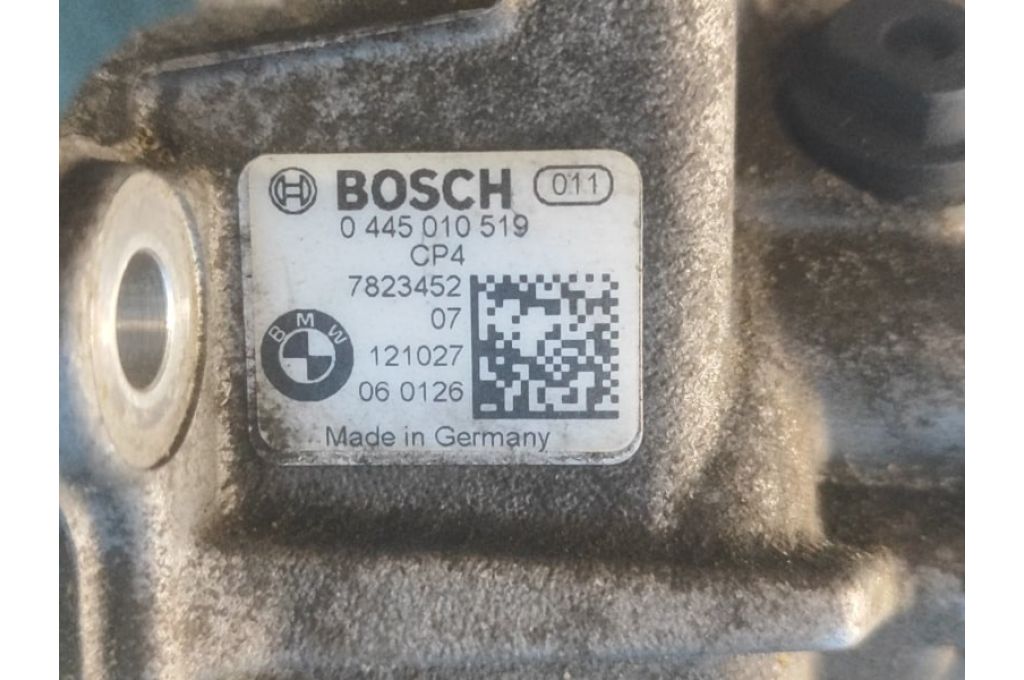 BOSCH 011
0 445 010 519
CP4
7823452
07
BMW
121027
06 0126
Made in Germany